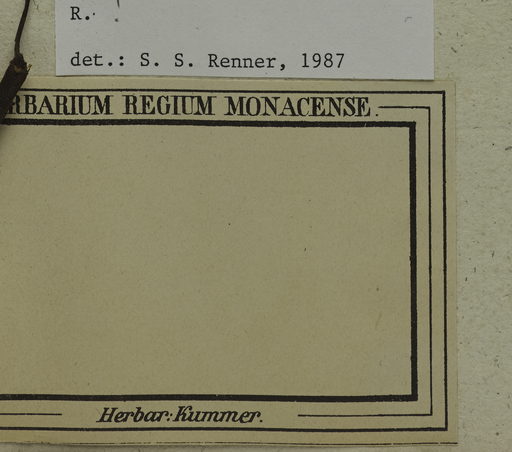 R.
det.: S. S. Renner, 1987
RBARIUM REGIUM MONACENSE.
Herbar: Kummer.